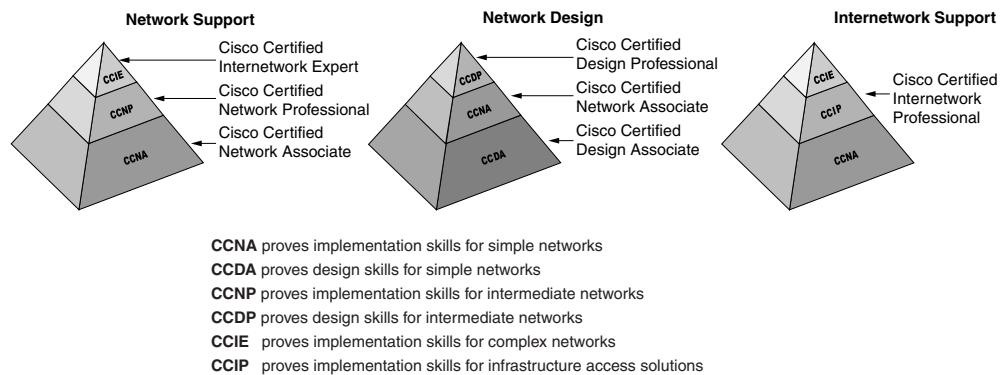 Network Support
CCIE
CCNP
CCNA
Cisco Certified
Internetwork Expert
Cisco Certified
Network Professional
Cisco Certified
Network Associate
Network Design
CCDP
CCNA
CCDA
Cisco Certified
Design Professional
Cisco Certified
Network Associate
Cisco Certified
Design Associate
Internetwork Support
CCIE
CCIP
CCNA
Cisco Certified
Internetwork
Professional
CCNA proves implementation skills for simple networks
CCDA proves design skills for simple networks
CCNP proves implementation skills for intermediate networks
CCDP proves design skills for intermediate networks
CCIE proves implementation skills for complex networks
CCIP proves implementation skills for infrastructure access solutions